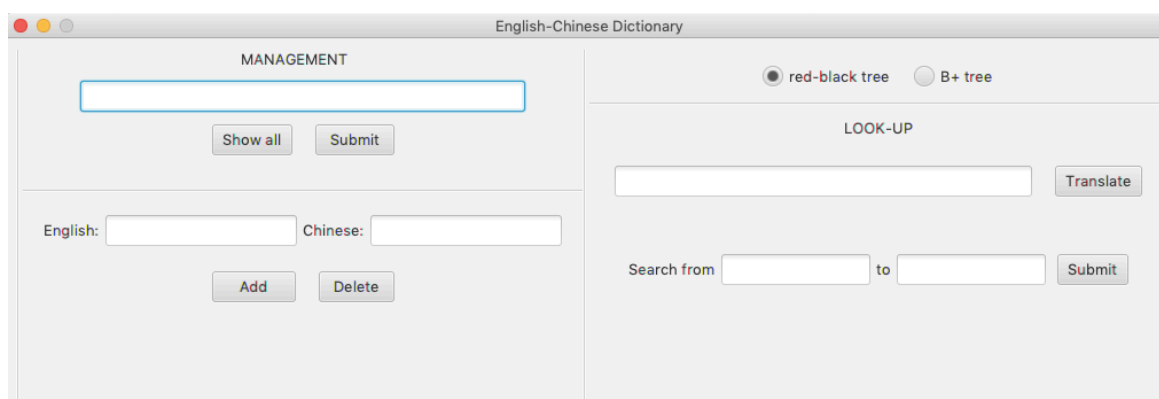 English-Chinese Dictionary
MANAGEMENT
Show all Submit
English: Chinese:
Add Delete
red-black tree B+ tree
LOOK-UP
Translate
Search from to Submit